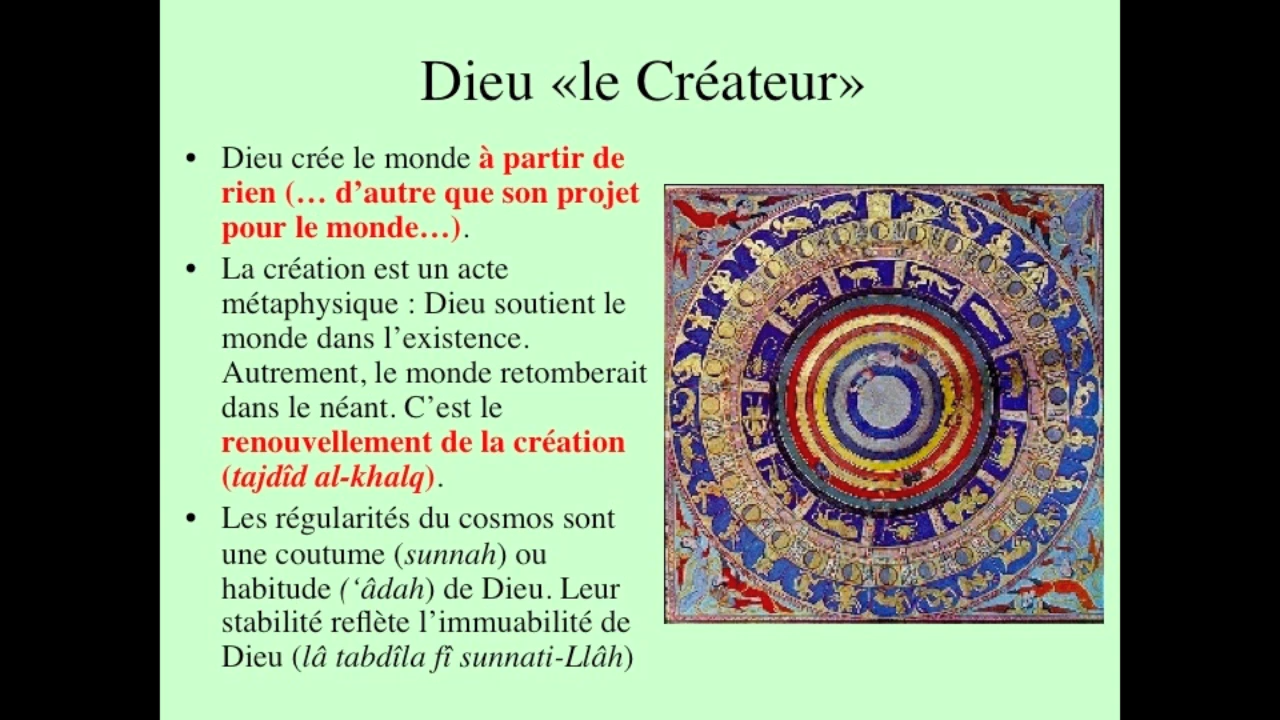 Dieu «le Créateur»
• Dieu crée le monde à partir de
rien (… d’autre que son projet
pour le monde…).
• La création est un acte
métaphysique : Dieu soutient le
monde dans l’existence.
Autrement, le monde retomberait
dans le néant. C’est le
renouvellement de la création
(tajdîd al-khalq).
• Les régularités du cosmos sont
une coutume (sunnah) ou
habitude (‘âdah) de Dieu. Leur
stabilité reflète l’immuabilité de
Dieu (lâ tabdîla fî sunnati-Llâh)